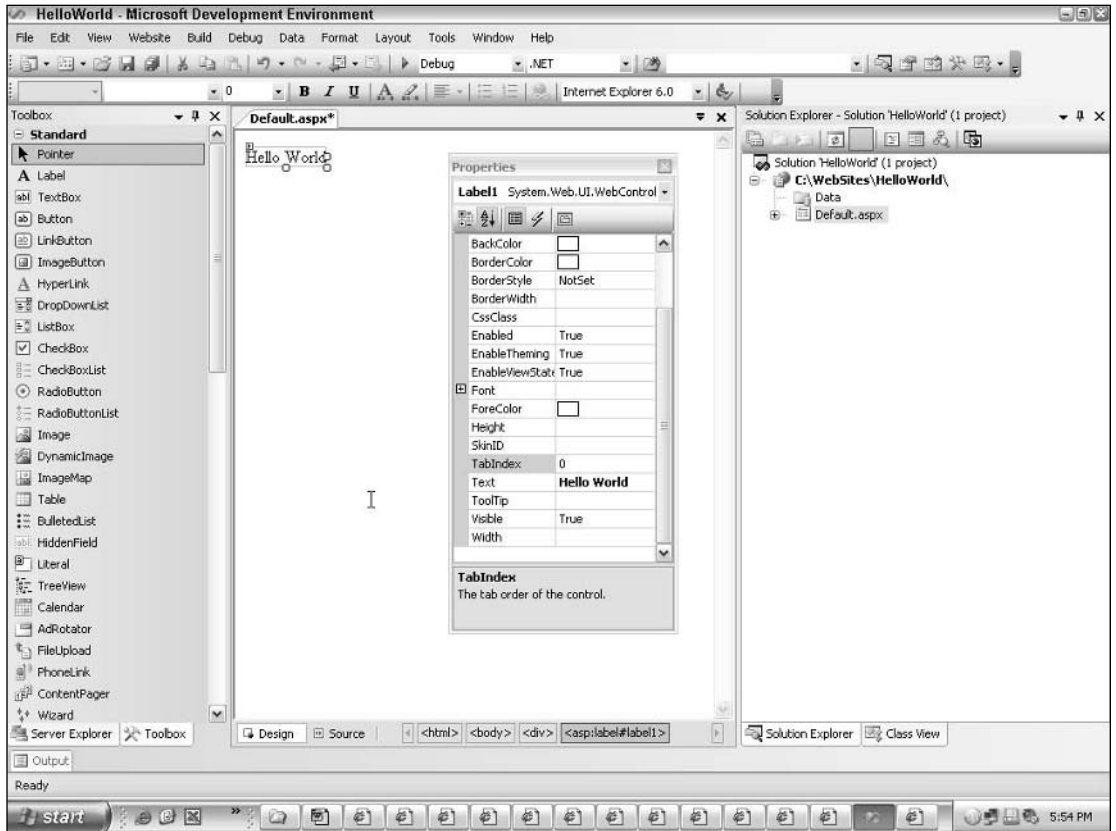 HelloWorld - Microsoft Development Environment
File Edit View Website Build Debug Data Format Layout Tools Window Help
Debug .NET
0 B I U A Internet Explorer 6.0
Toolbox
Standard
Pointer
A Label
abl TextBox
ab Button
ab LinkButton
ImageButton
A HyperLink
DropDownList
ListBox
CheckBox
CheckBoxList
RadioButton
RadioButtonList
Image
DynamicImage
ImageMap
Table
BulletedList
abl HiddenField
Literal
TreeView
Calendar
AdRotator
FileUpload
PhoneLink
ContentPager
Wizard
Server Explorer Toolbox
Default.aspx*
Hello World
Properties
Label1 System.Web.UI.WebControl
BackColor
BorderColor
BorderStyle NotSet
BorderWidth
CssClass
Enabled True
EnableTheming True
EnableViewState True
Font
ForeColor
Height
SkinID
TabIndex 0
Text Hello World
ToolTip
Visible True
Width
TabIndex
The tab order of the control.
Design Source <html> <body> <div> <asp:label#label1>
Solution Explorer - Solution 'HelloWorld' (1 project)
Solution 'HelloWorld' (1 project)
C:\WebSites\HelloWorld\
Data
Default.aspx
Solution Explorer Class View
Output
Ready
start 5:54 PM